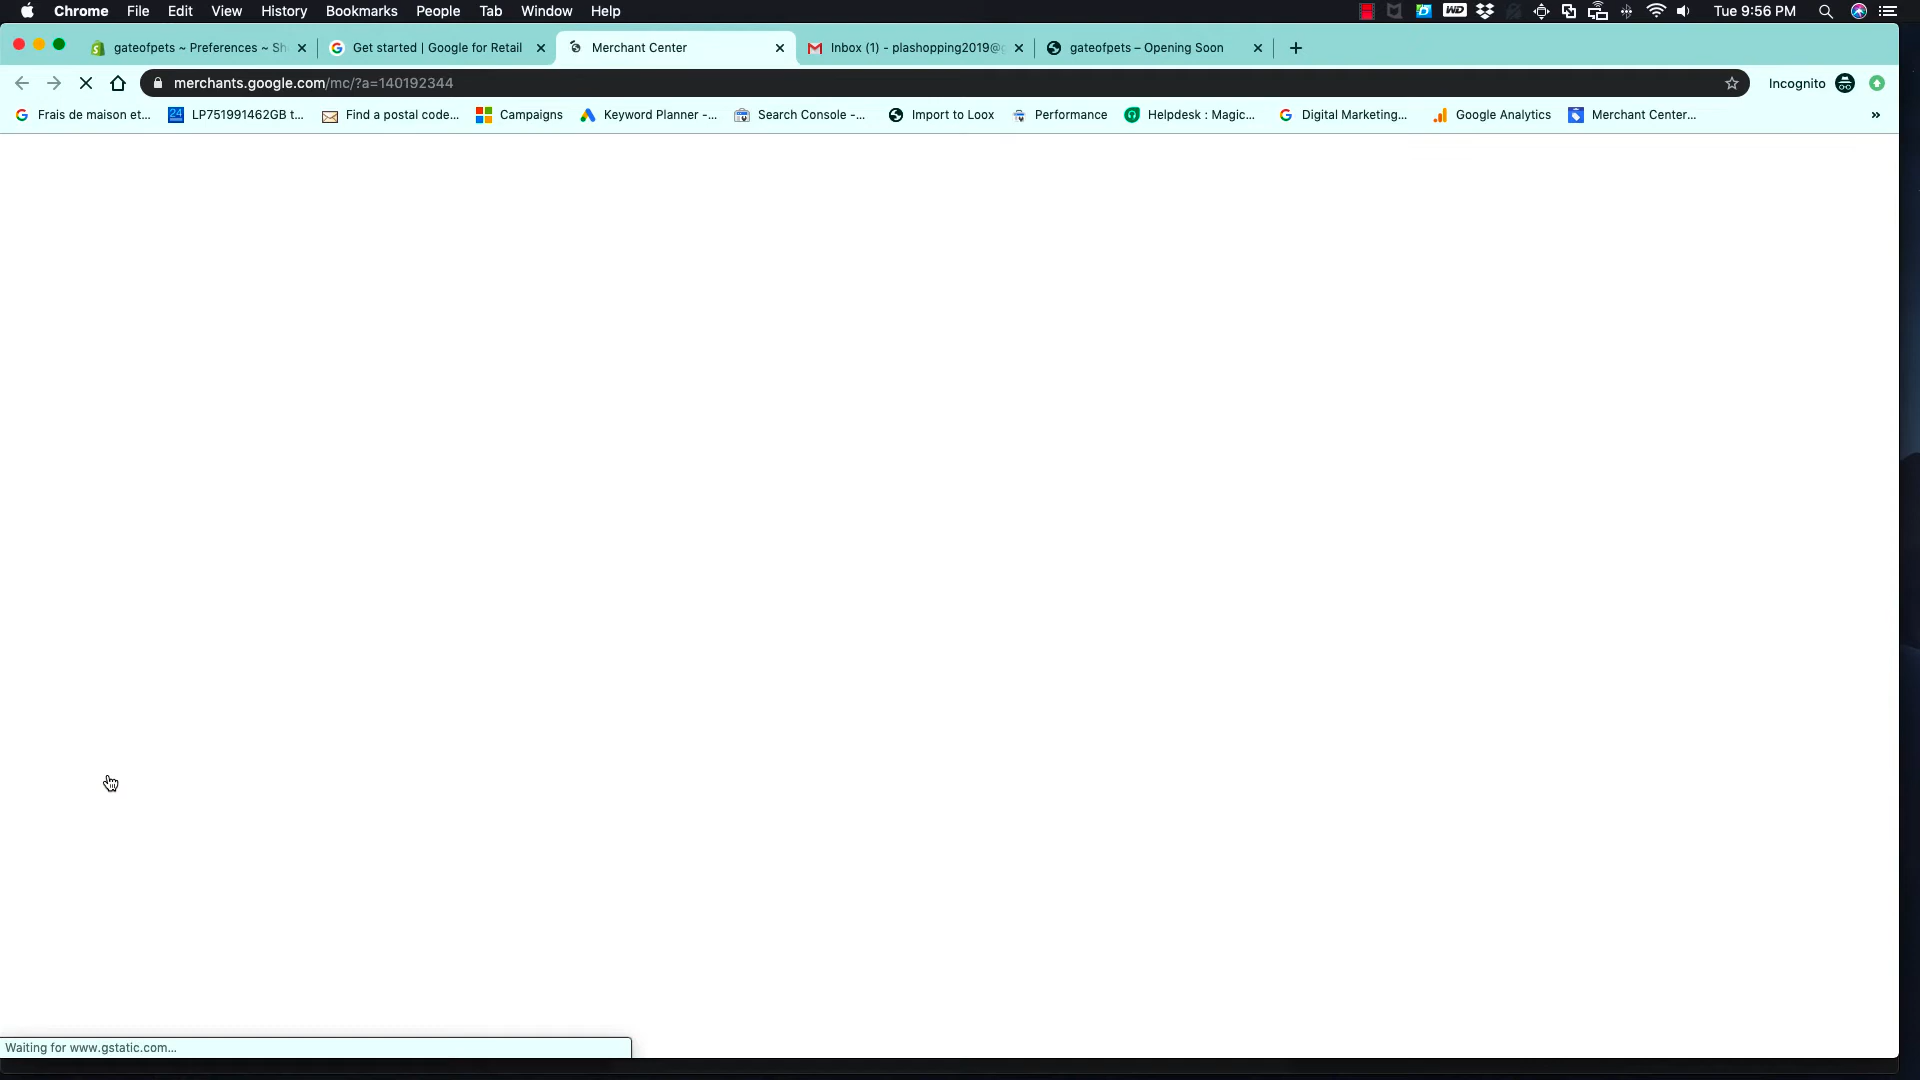 Chrome File Edit View History Bookmarks People Tab Window Help
WD
Tue 9:56 PM
gateofpets ~ Preferences ~ Sh
Get started | Google for Retail
Merchant Center
Inbox (1) - plashopping2019@g
gateofpets – Opening Soon
merchants.google.com/mc/?a=140192344
Incognito
Frais de maison et...
24
LP751991462GB t...
Find a postal code...
Campaigns
Keyword Planner -...
Search Console -...
Import to Loox
Performance
Helpdesk : Magic...
Digital Marketing...
Google Analytics
Merchant Center...
»
Waiting for www.gstatic.com...